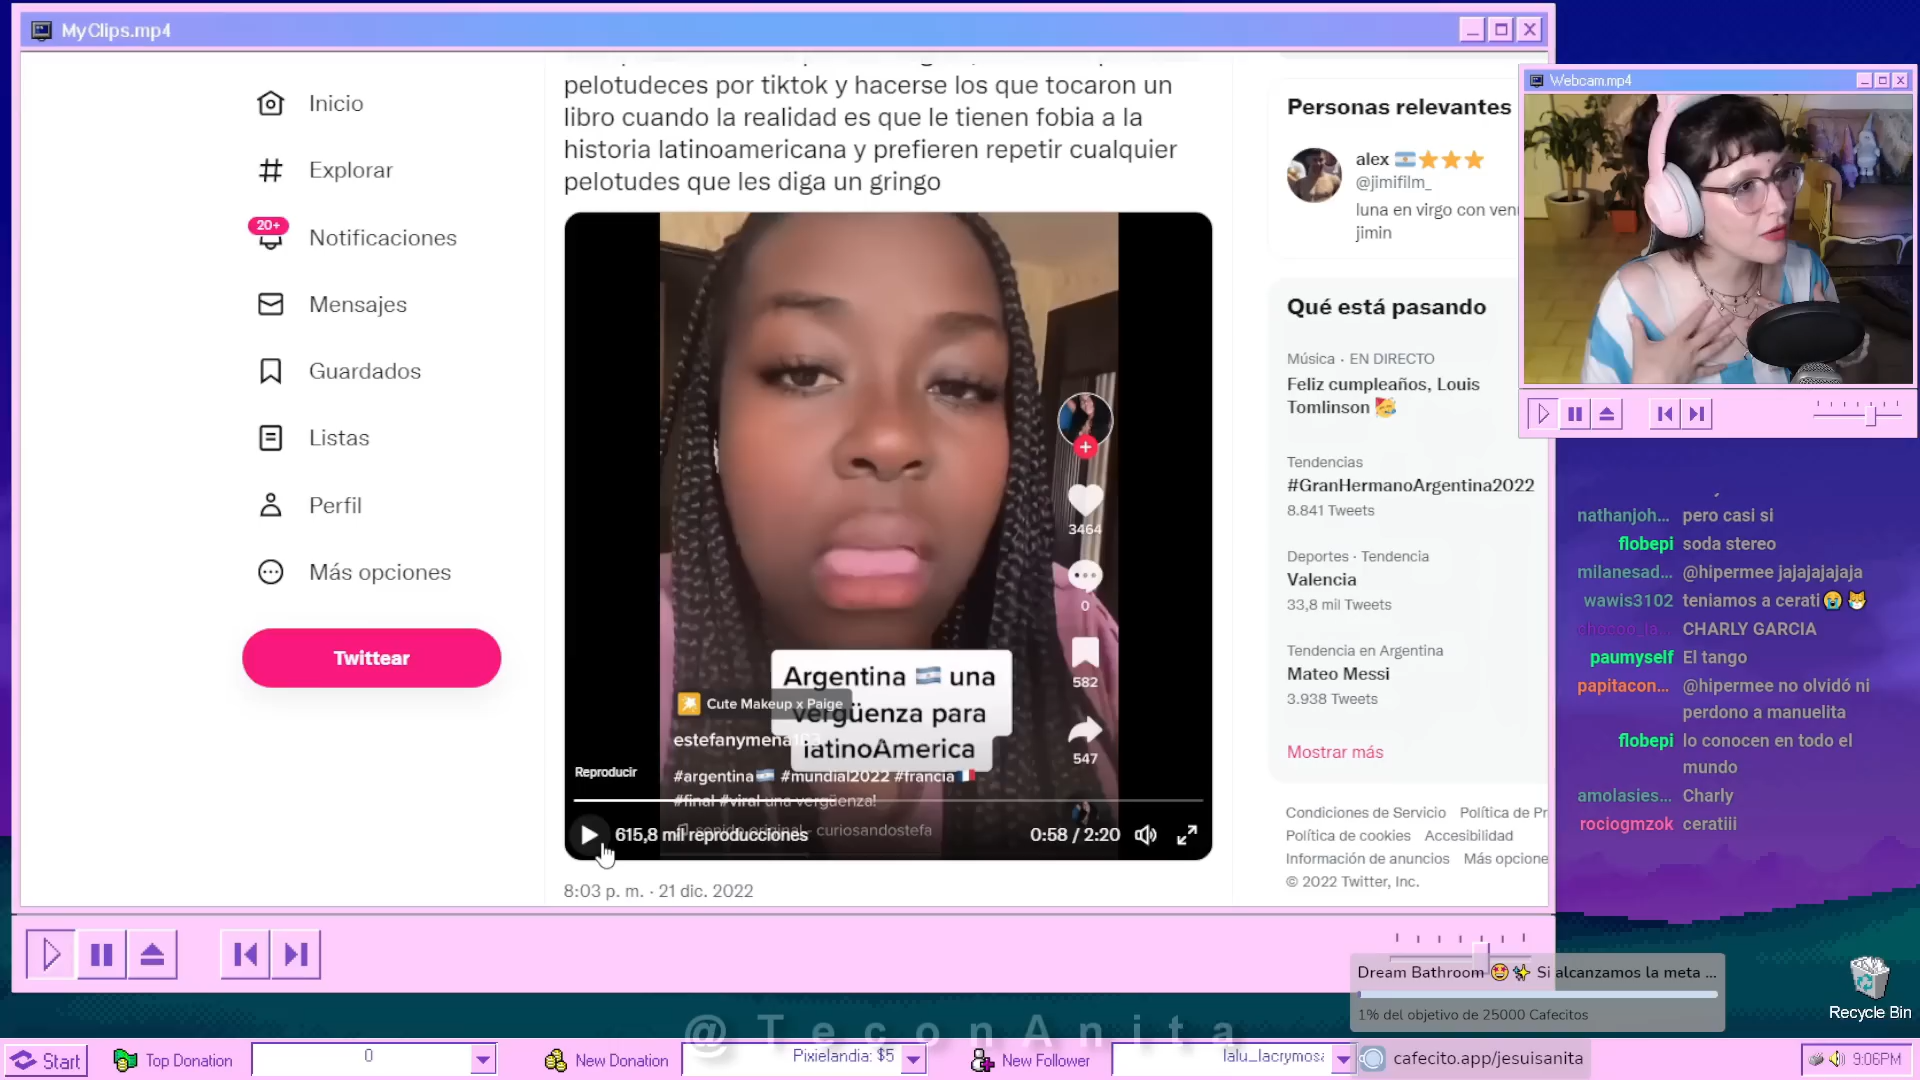 MyClips.mp4
Inicio
Explorar
20+
Notificaciones
Mensajes
Guardados
Listas
Perfil
Más opciones
Twittear
pelotudeces por tiktok y hacerse los que tocaron un
libro cuando la realidad es que le tienen fobia a la
historia latinoamericana y prefieren repetir cualquier
pelotudes que les diga un gringo
3464
0
582
547
Argentina 🇦🇷 una
vergüenza para
latinoAmerica
Cute Makeup x Paige
estefanymena183
#argentina🇦🇷 #mundial2022 #francia🇫🇷
#final #viral una vergüenza!
sonido original - curiosandostefa
Reproducir
615,8 mil reproducciones
0:58 / 2:20
8:03 p. m. · 21 dic. 2022
Personas relevantes
alex 🇦🇷⭐⭐⭐
@jimifilm_
luna en virgo con ven
jimin
Qué está pasando
Música · EN DIRECTO
Feliz cumpleaños, Louis
Tomlinson 🥳
Tendencias
#GranHermanoArgentina2022
8.841 Tweets
Deportes · Tendencia
Valencia
33,8 mil Tweets
Tendencia en Argentina
Mateo Messi
3.938 Tweets
Mostrar más
Condiciones de Servicio Política de Pr
Política de cookies Accesibilidad
Información de anuncios Más opcione
© 2022 Twitter, Inc.
Webcam.mp4
nathanjoh... pero casi si
flobepi soda stereo
milanesad... @hipermee jajajajajaja
wawis3102 teniamos a cerati😭😼
CHARLY GARCIA
paumyself El tango
papitacon... @hipermee no olvidó ni
perdono a manuelita
flobepi lo conocen en todo el
mundo
amolasies... Charly
rociogmzok ceratiii
Dream Bathroom 🤩✨ Si alcanzamos la meta ...
1% del objetivo de 25000 Cafecitos
Recycle Bin
@TeconAnita
Start
Top Donation
0
New Donation
Pixielandia: $5
New Follower
lalu_lacrymosa
cafecito.app/jesuisanita
9:06PM